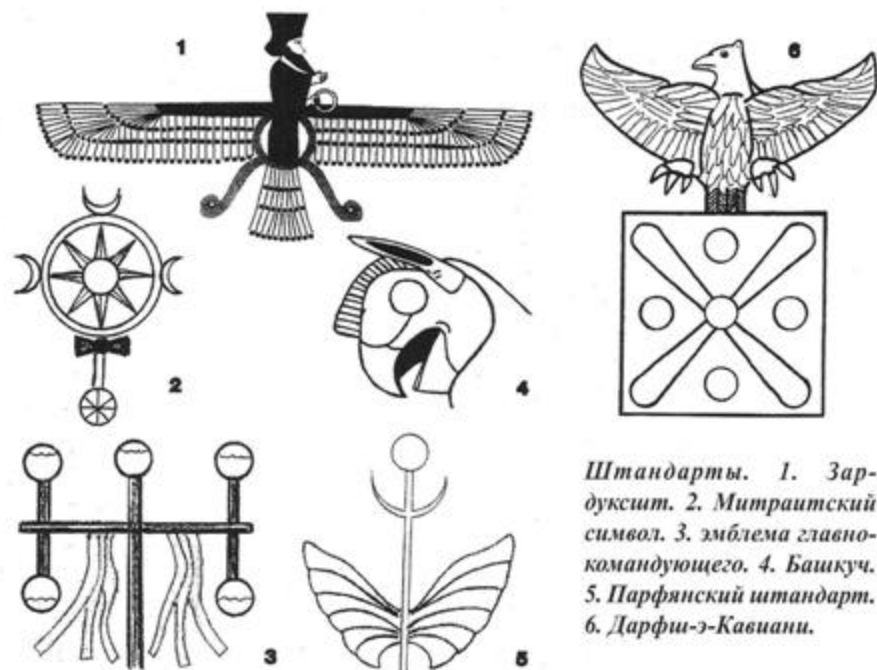 1
6
2
4
3
5
Штандарты. 1. Зар-
дуксшт. 2. Митраитский
символ. 3. эмблема главно-
командующего. 4. Башкуч.
5. Парфянский штандарт.
6. Дарфш-э-Кавиани.